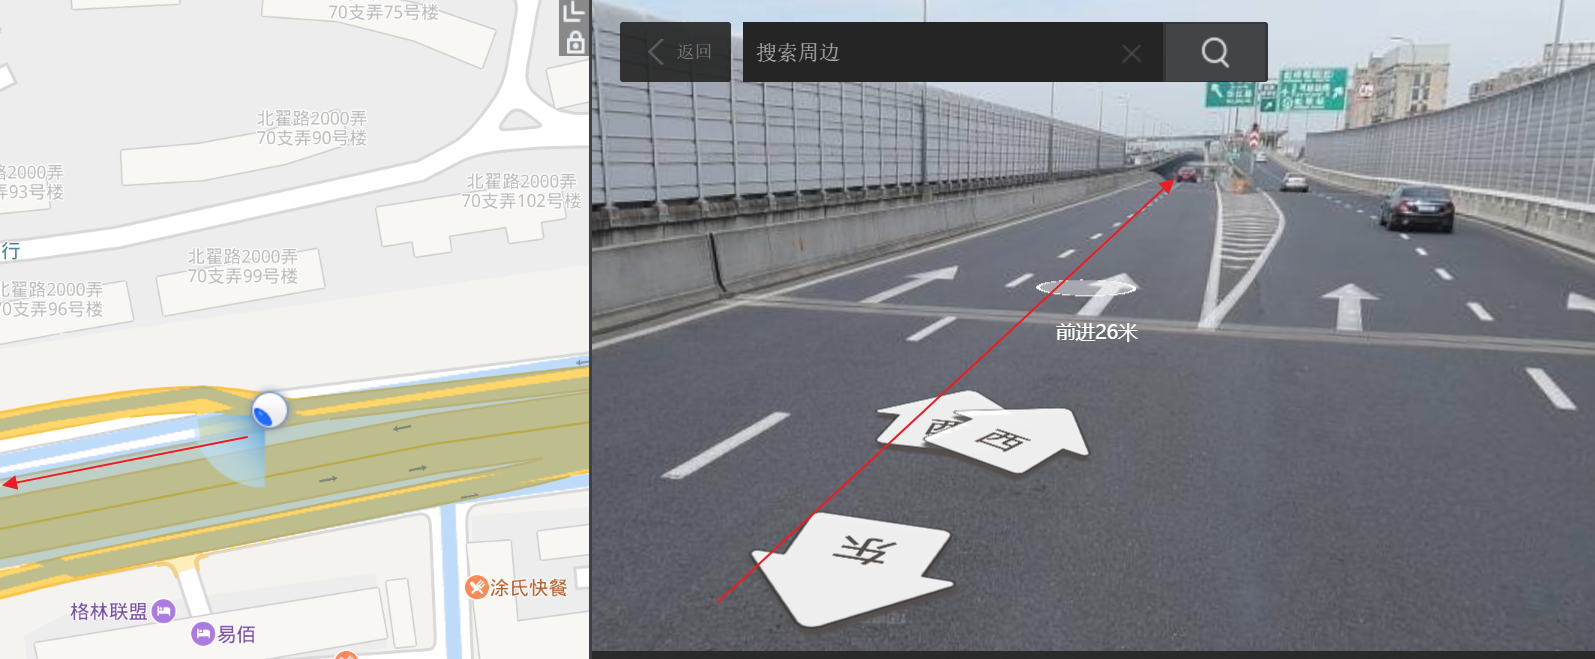 70支弄75号楼
北翟路2000弄
70支弄90号楼
路2000弄
弄93号楼
北翟路2000弄
70支弄102号楼
行
北翟路2000弄
70支弄99号楼
北翟路2000弄
70支弄96号楼
格林联盟
易佰
涂氏快餐
返回
搜索周边
前进26米
西
西
东